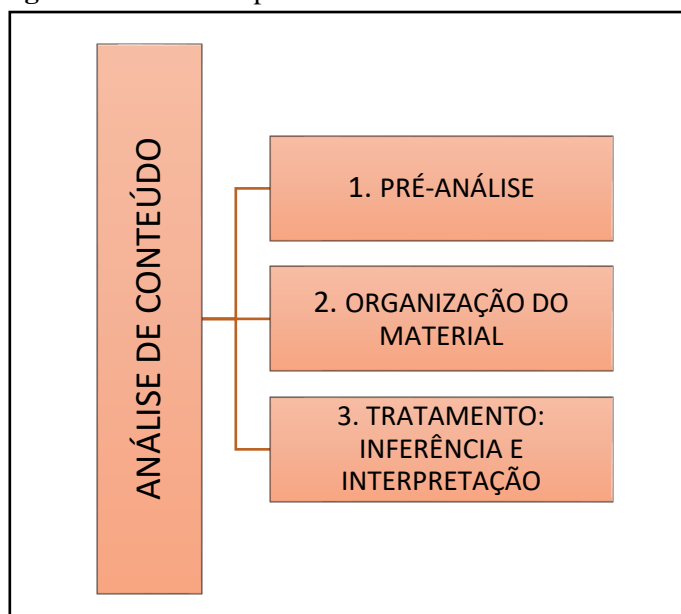 ANÁLISE DE CONTEÚDO
1. PRÉ-ANÁLISE
2. ORGANIZAÇÃO DO
MATERIAL
3. TRATAMENTO:
INFERÊNCIA E
INTERPRETAÇÃO